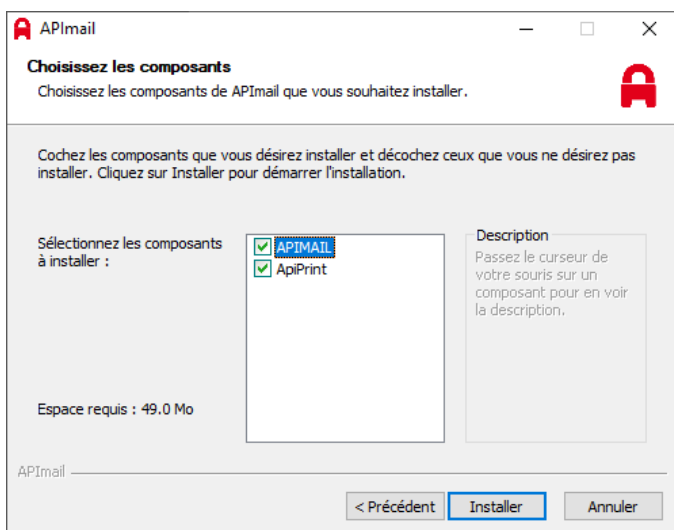 APImail
Choisissez les composants
Choisissez les composants de APImail que vous souhaitez installer.
Cochez les composants que vous désirez installer et décochez ceux que vous ne désirez pas
installer. Cliquez sur Installer pour démarrer l'installation.
Sélectionnez les composants
à installer :
APIMAIL
ApiPrint
Description
Passez le curseur de
votre souris sur un
composant pour en voir
la description.
Espace requis : 49.0 Mo
APImail
< Précédent
Installer
Annuler